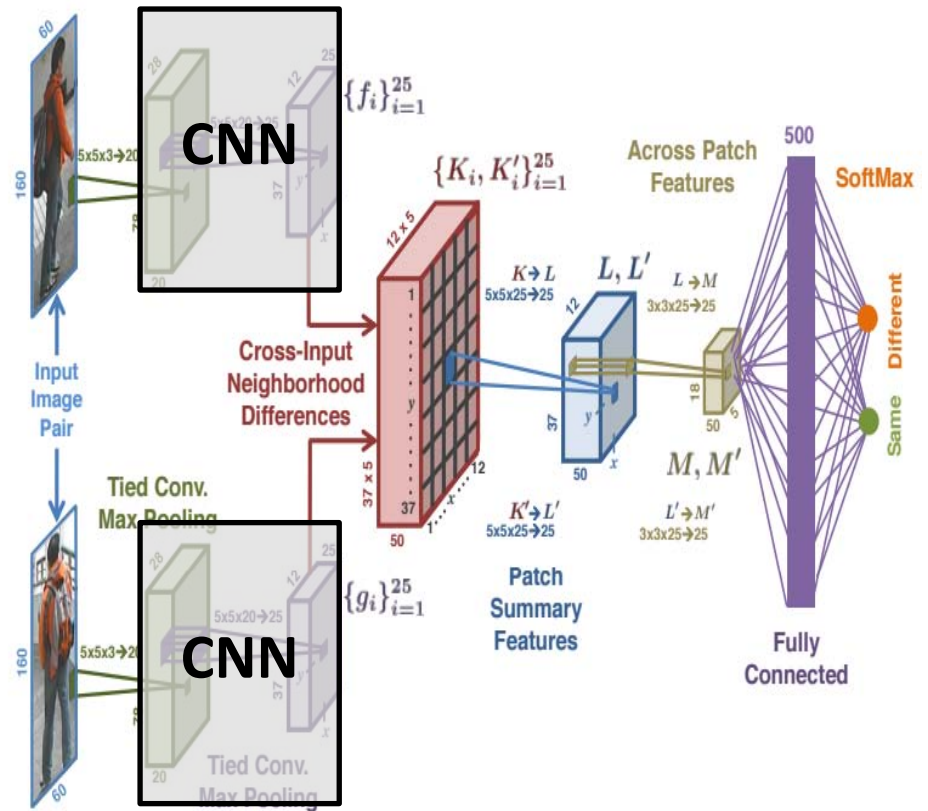 60
160
5x5x3→20
28
20
CNN
5x5x20→25
12
25
37
y
x
{f_i}_{i=1}^{25}
Input
Image
Pair
Cross-Input
Neighborhood
Differences
{K_i, K'_i}_{i=1}^{25}
12 x 5
1
y
37
37 x 5
50
1
x
12
K→L
5x5x25→25
L, L'
12
37
y
x
50
K'→L'
5x5x25→25
Patch
Summary
Features
Across Patch
Features
L→M
3x3x25→25
18
5
50
M, M'
L'→M'
3x3x25→25
500
Fully
Connected
SoftMax
Different
Same
Tied Conv.
Max Pooling
160
60
5x5x3→20
28
20
CNN
5x5x20→25
12
25
37
y
x
{g_i}_{i=1}^{25}
Tied Conv.
Max Pooling